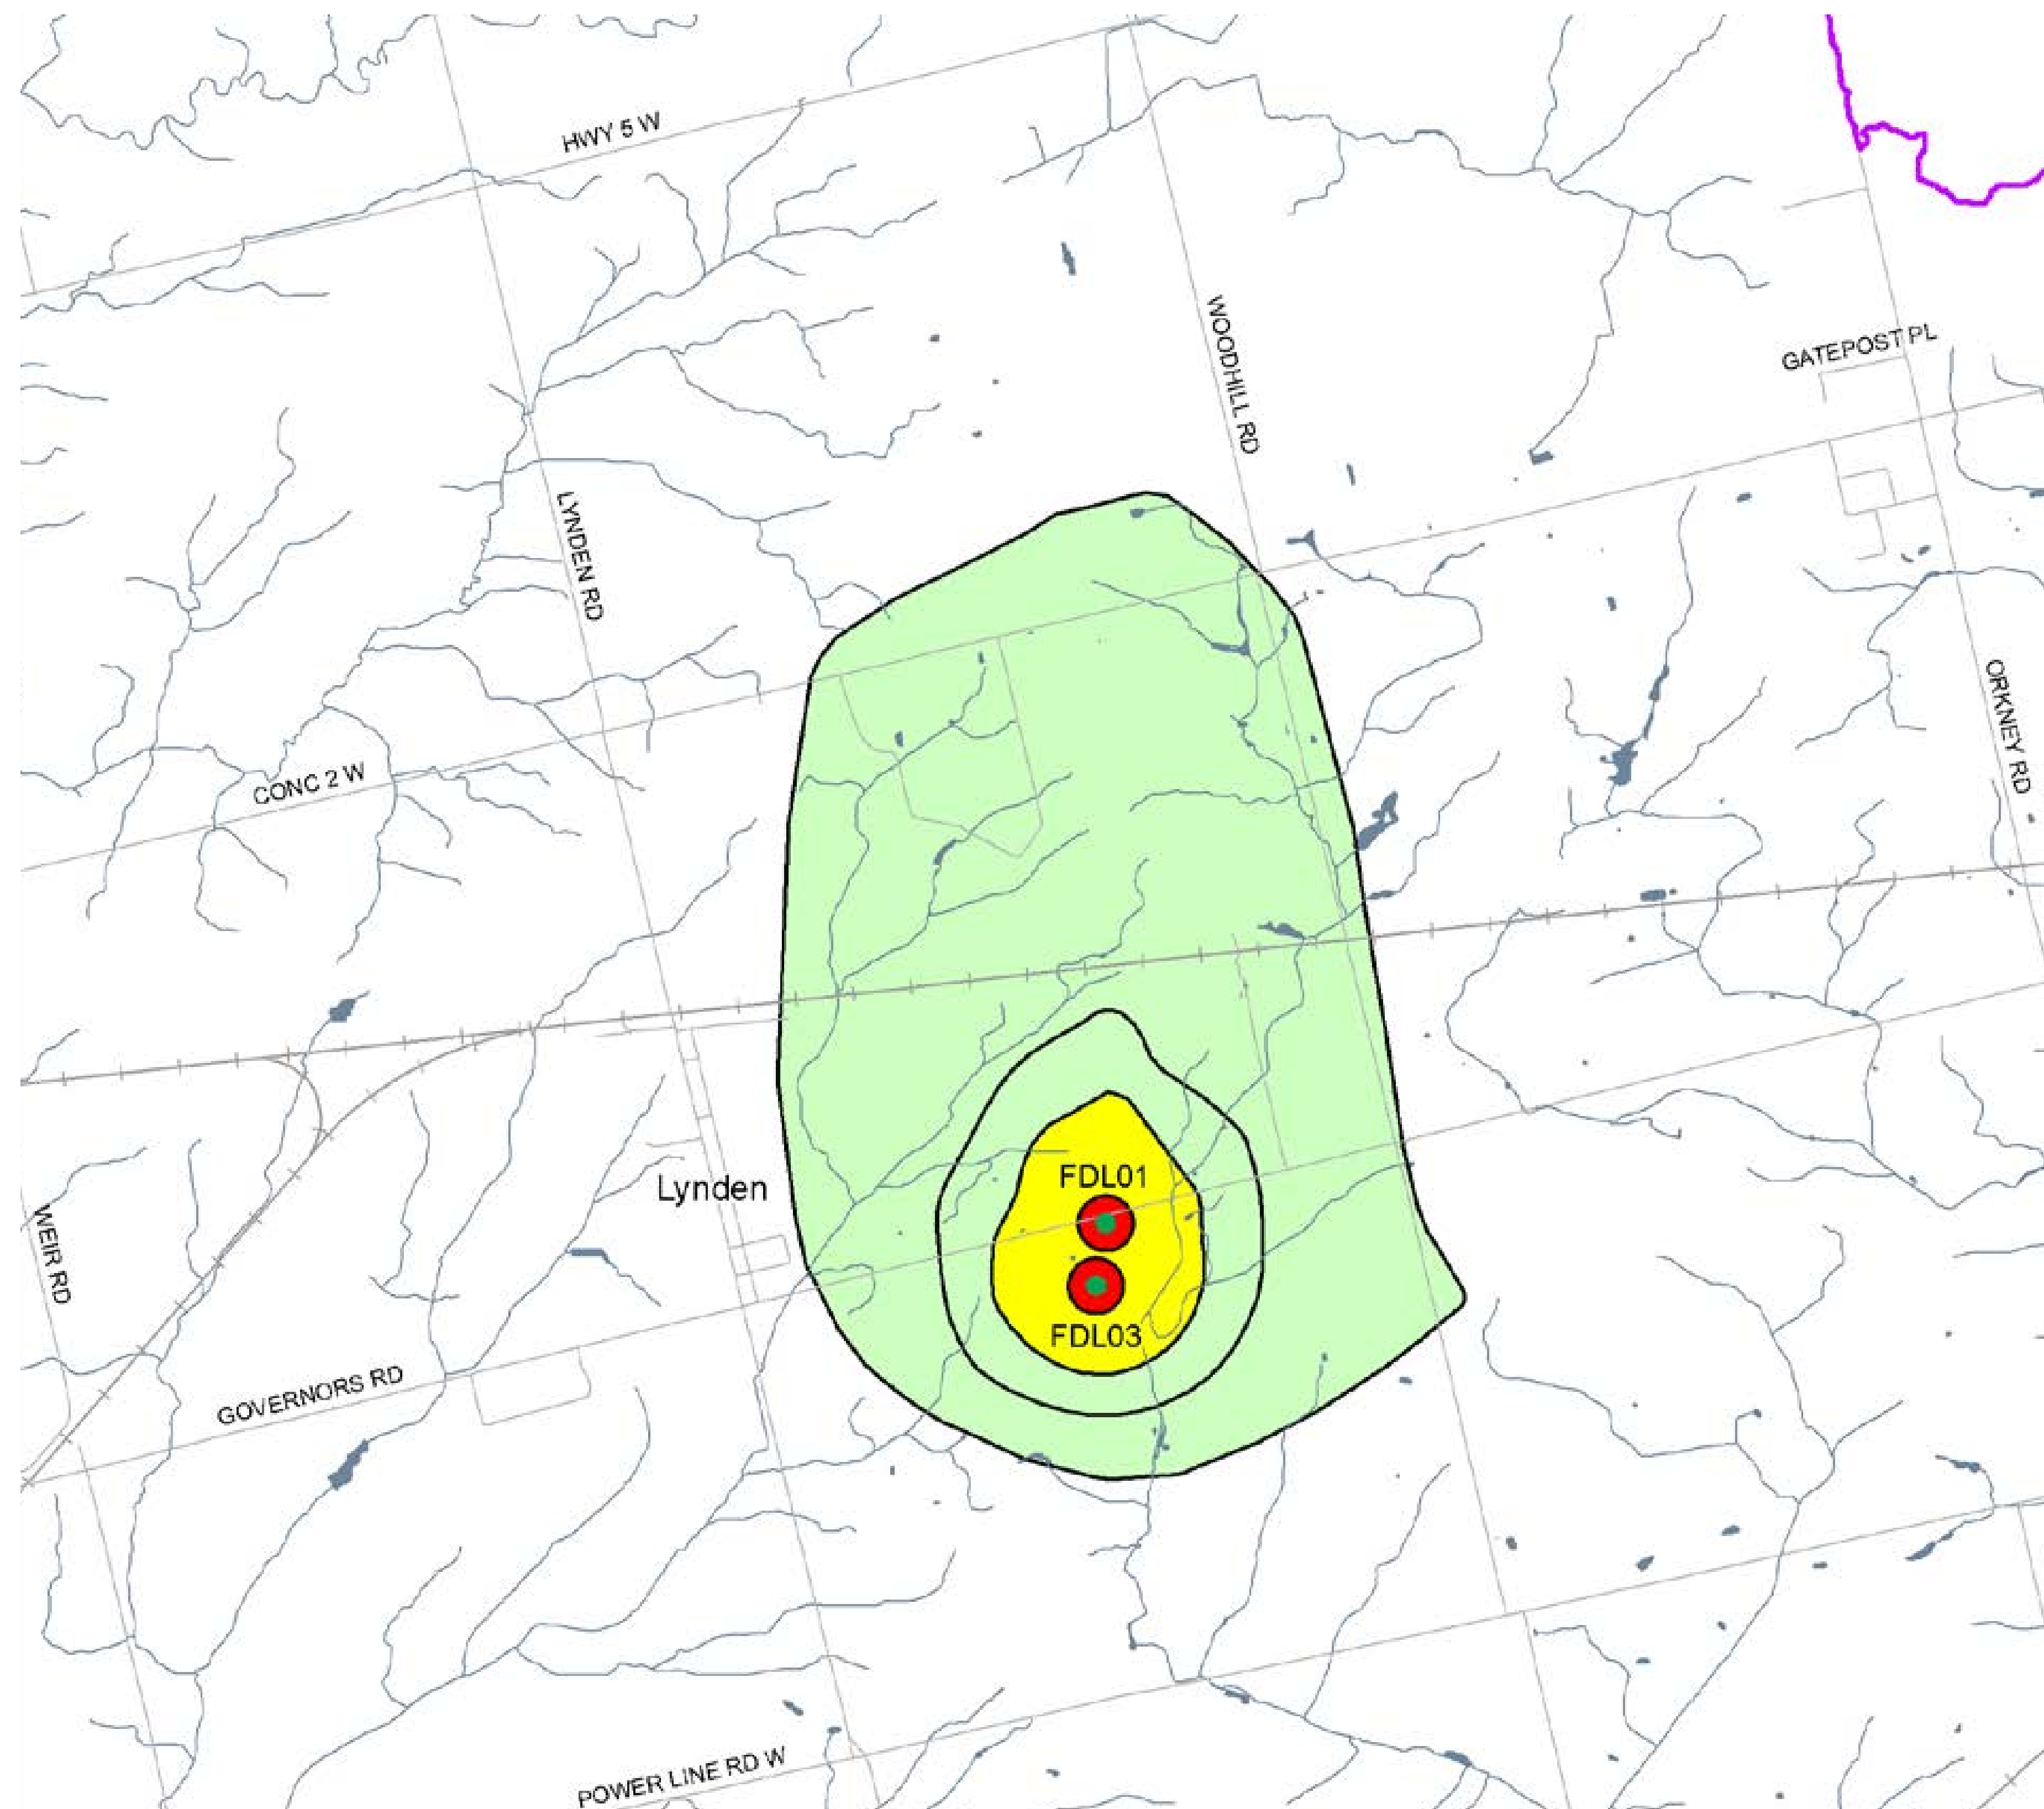 HWY 5 W
WOODHILL RD
GATEPOST PL
LYNDEN RD
ORKNEY RD
CONC 2 W
FDL01
Lynden
WEIR RD
FDL03
GOVERNORS RD
POWER LINE RD W